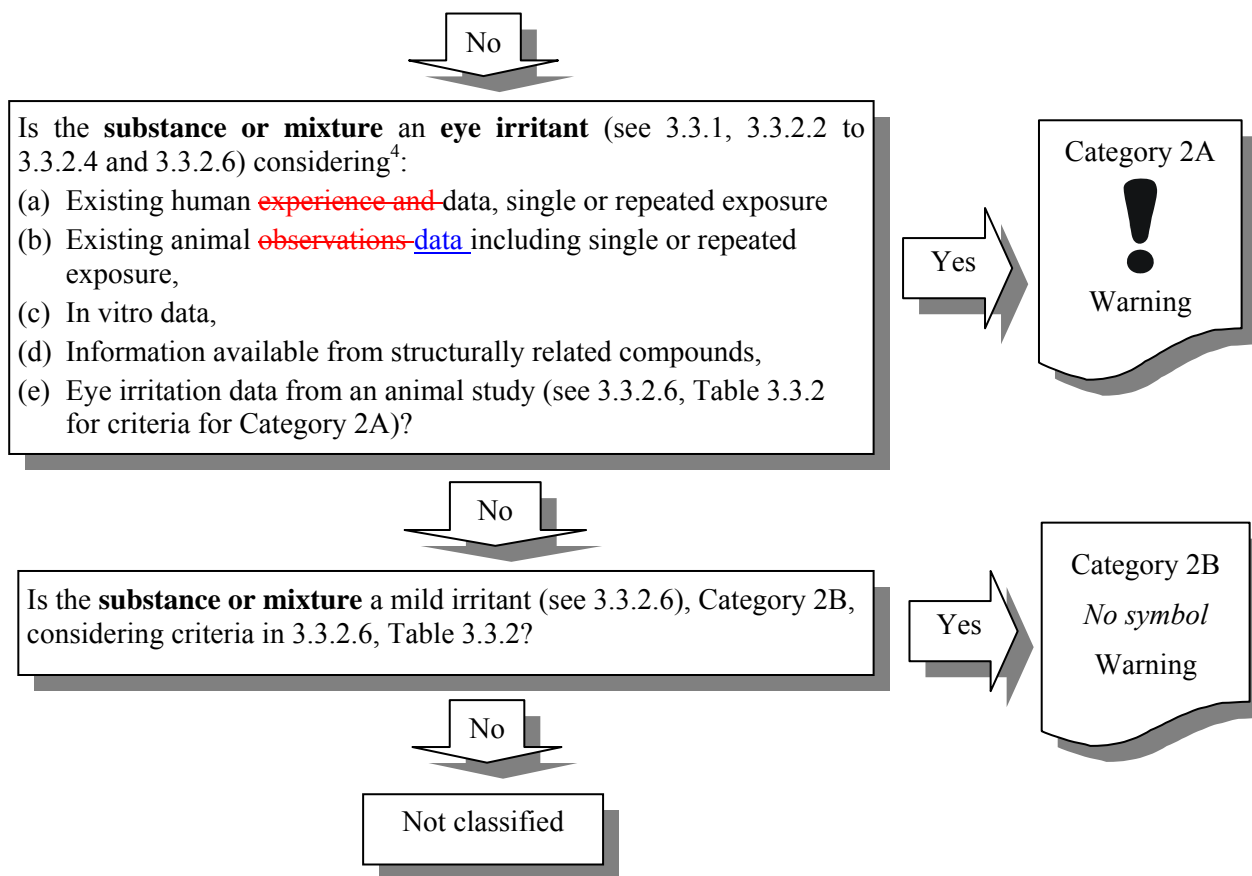 No
Is the substance or mixture an eye irritant (see 3.3.1, 3.3.2.2 to
3.3.2.4 and 3.3.2.6) considering4:
(a) Existing human experience and data, single or repeated exposure
(b) Existing animal observations data including single or repeated
exposure,
(c) In vitro data,
(d) Information available from structurally related compounds,
(e) Eye irritation data from an animal study (see 3.3.2.6, Table 3.3.2
for criteria for Category 2A)?
Yes
Category 2A
!
Warning
No
Is the substance or mixture a mild irritant (see 3.3.2.6), Category 2B,
considering criteria in 3.3.2.6, Table 3.3.2?
Yes
Category 2B
No symbol
Warning
No
Not classified